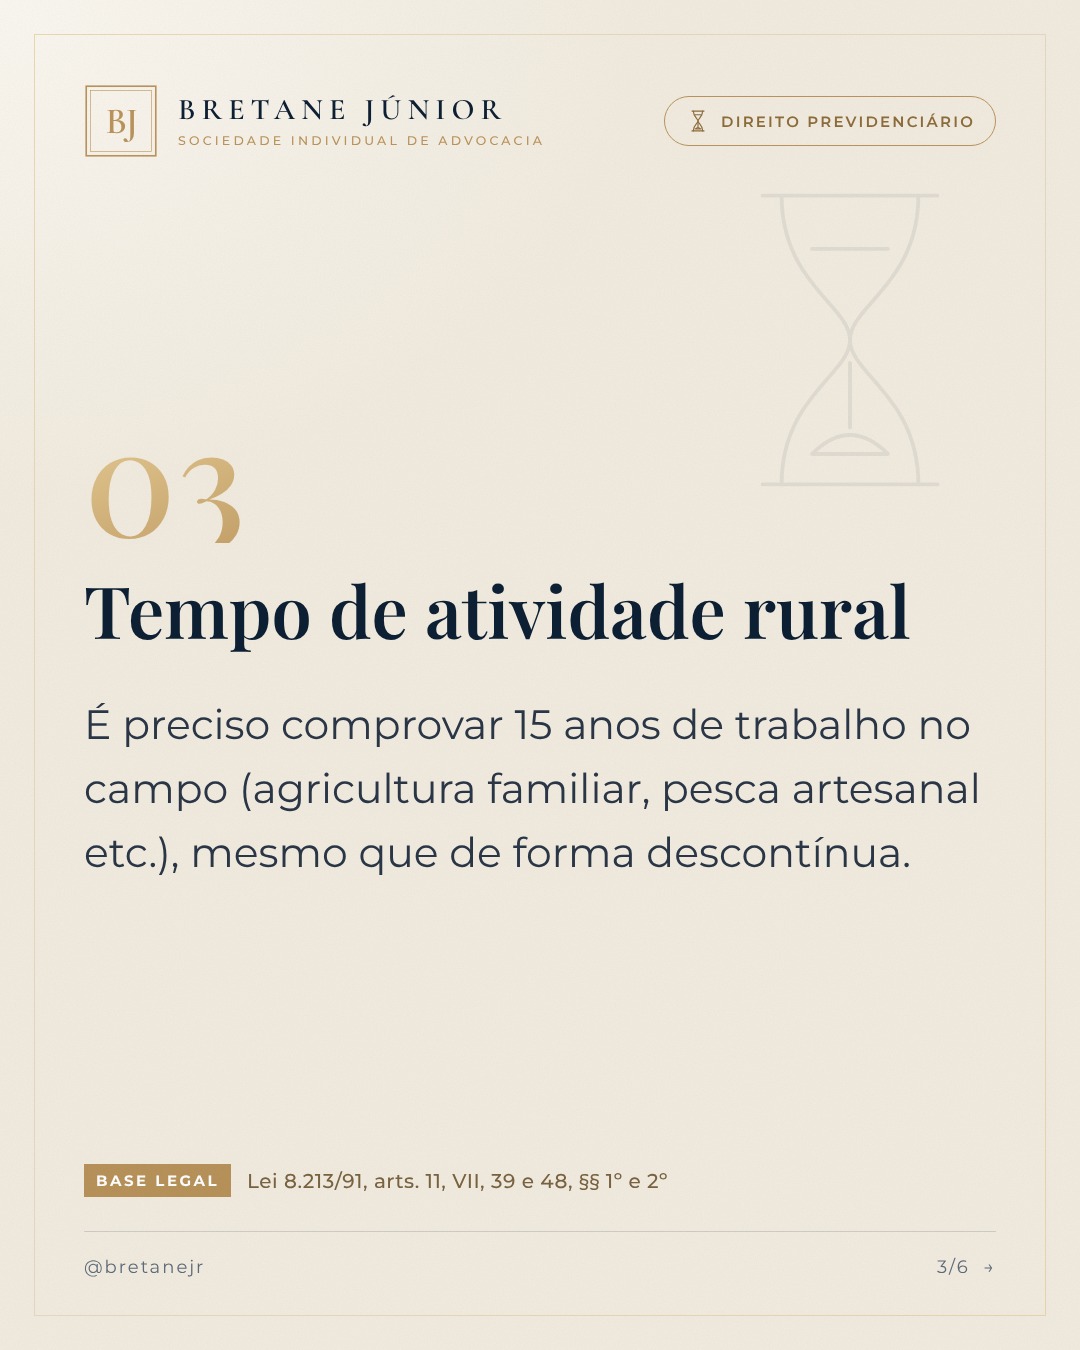 BJ
BRETANE JÚNIOR
SOCIEDADE INDIVIDUAL DE ADVOCACIA
DIREITO PREVIDENCIÁRIO
03
Tempo de atividade rural
É preciso comprovar 15 anos de trabalho no
campo (agricultura familiar, pesca artesanal
etc.), mesmo que de forma descontínua.
BASE LEGAL Lei 8.213/91, arts. 11, VII, 39 e 48, §§ 1º e 2º
@bretanejr
3/6 →